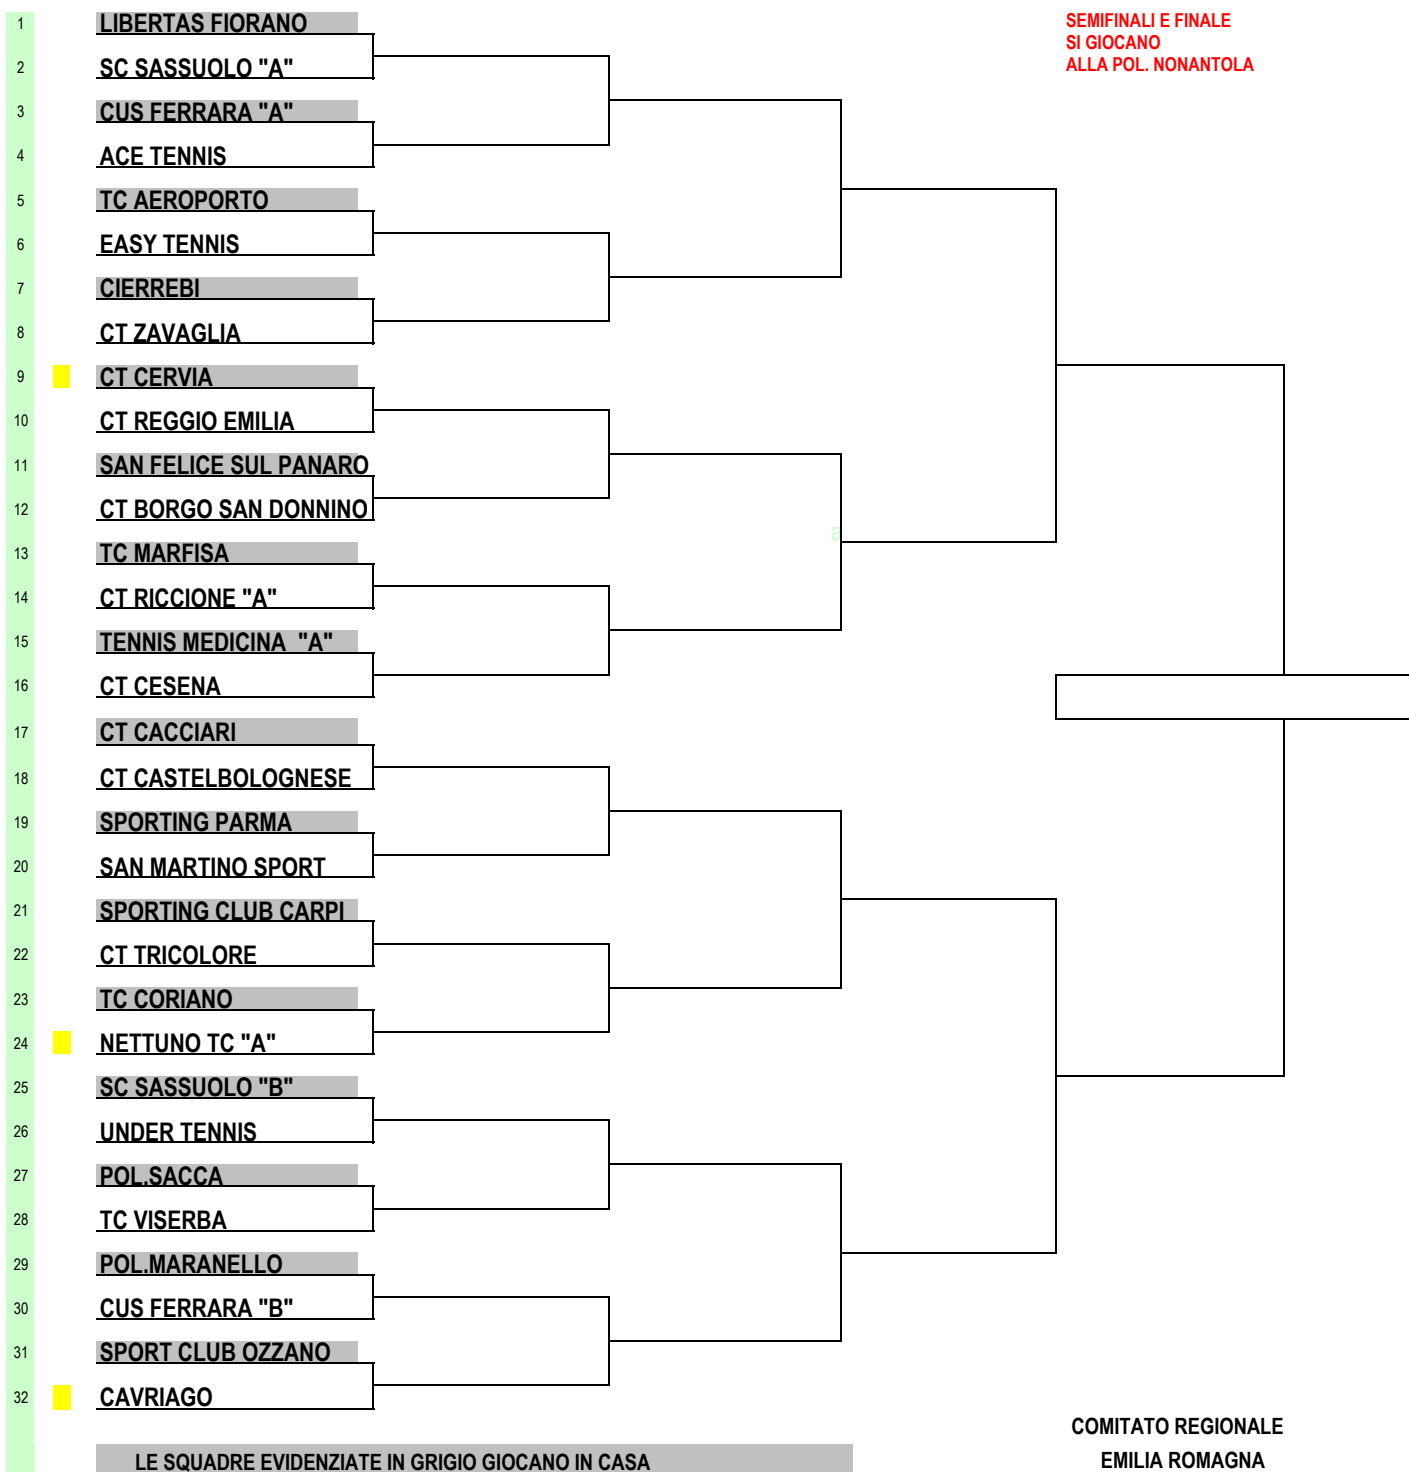 1 LIBERTAS FIORANO
SEMIFINALI E FINALE
SI GIOCANO
2 SC SASSUOLO "A"
ALLA POL. NONANTOLA
3 CUS FERRARA "A"
4 ACE TENNIS
5 TC AEROPORTO
6 EASY TENNIS
7 CIERREBI
8 CT ZAVAGLIA
9 CT CERVIA
10 CT REGGIO EMILIA
11 SAN FELICE SUL PANARO
12 CT BORGO SAN DONNINO
a
13 TC MARFISA
14 CT RICCIONE "A"
15 TENNIS MEDICINA "A"
16 CT CESENA
17 CT CACCIARI
18 CT CASTELBOLOGNESE
19 SPORTING PARMA
20 SAN MARTINO SPORT
21 SPORTING CLUB CARPI
22 CT TRICOLORE
23 TC CORIANO
24 NETTUNO TC "A"
25 SC SASSUOLO "B"
26 UNDER TENNIS
27 POL.SACCA
28 TC VISERBA
29 POL.MARANELLO
30 CUS FERRARA "B"
31 SPORT CLUB OZZANO
32 CAVRIAGO
COMITATO REGIONALE
EMILIA ROMAGNA
LE SQUADRE EVIDENZIATE IN GRIGIO GIOCANO IN CASA